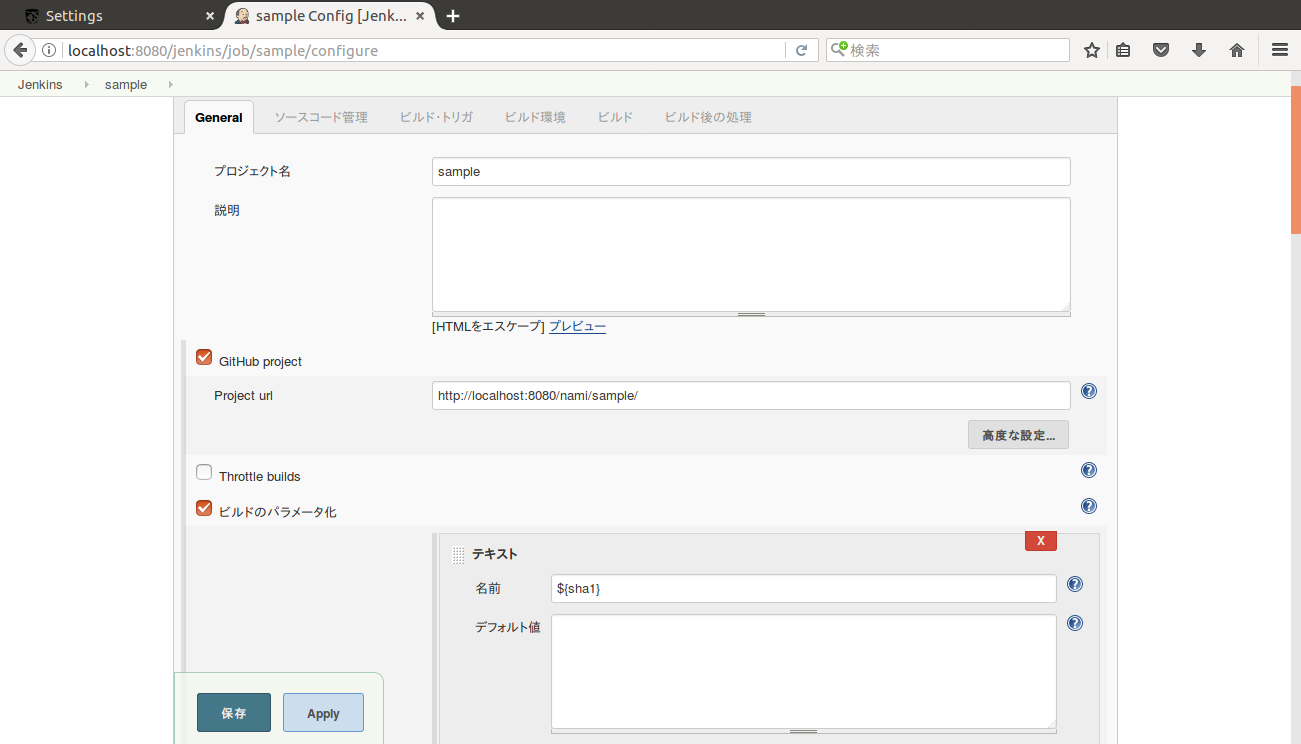 Settings
sample Config [Jenk...
localhost:8080/jenkins/job/sample/configure
検索
Jenkins
sample
General
ソースコード管理
ビルド・トリガ
ビルド環境
ビルド
ビルド後の処理
プロジェクト名
sample
説明
[HTMLをエスケープ] プレビュー
GitHub project
Project url
http://localhost:8080/nami/sample/
高度な設定...
Throttle builds
ビルドのパラメータ化
X
テキスト
名前
${sha1}
デフォルト値
保存
Apply